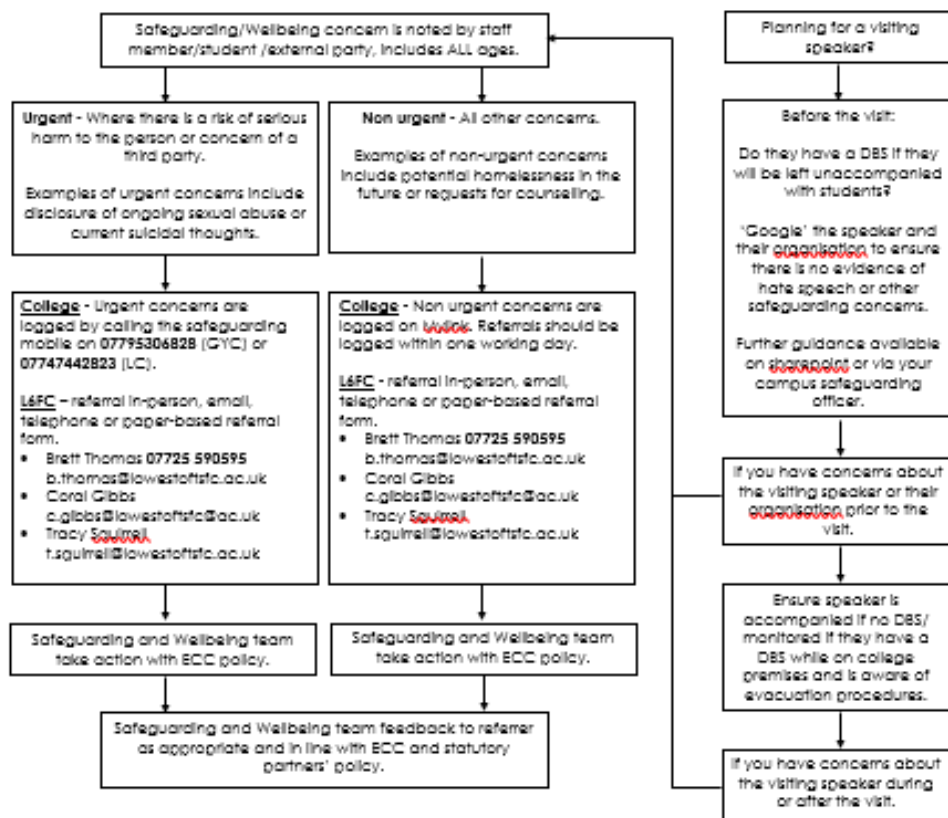 Safeguarding/Wellbeing concern is noted by staff
member/student /external party, includes ALL ages.
Urgent - Where there is a risk of serious
harm to the person or concern of a
third party.
Examples of urgent concerns include
disclosure of ongoing sexual abuse or
current suicidal thoughts.
Non urgent - All other concerns.
Examples of non-urgent concerns
include potential homelessness in the
future or requests for counselling.
College - Urgent concerns are
logged by calling the safeguarding
mobile on 07795306828 (GYC) or
07747442823 (LC).
L6FC – referral in-person, email,
telephone or paper-based referral
form.
• Brett Thomas 07725 590595
b.thomas@lowestoftsfc.ac.uk
• Coral Gibbs
c.gibbs@lowestoftsfc@ac.uk
• Tracy Squirrell
t.squirrell@lowestoftsfc.ac.uk
College - Non urgent concerns are
logged on Mylink. Referrals should be
logged within one working day.
L6FC - referral in-person, email,
telephone or paper-based referral
form.
• Brett Thomas 07725 590595
b.thomas@lowestoftsfc.ac.uk
• Coral Gibbs
c.gibbs@lowestoftsfc@ac.uk
• Tracy Squirrell
t.squirrell@lowestoftsfc.ac.uk
Safeguarding and Wellbeing team
take action with ECC policy.
Safeguarding and Wellbeing team
take action with ECC policy.
Safeguarding and Wellbeing team feedback to referrer
as appropriate and in line with ECC and statutory
partners' policy.
Planning for a visiting
speaker?
Before the visit:
Do they have a DBS if they
will be left unaccompanied
with students?
'Google' the speaker and
their organisation to ensure
there is no evidence of
hate speech or other
safeguarding concerns.
Further guidance available
on sharepoint or via your
campus safeguarding
officer.
If you have concerns about
the visiting speaker or their
organisation prior to the
visit.
Ensure speaker is
accompanied if no DBS/
monitored if they have a
DBS while on college
premises and is aware of
evacuation procedures.
If you have concerns about
the visiting speaker during
or after the visit.